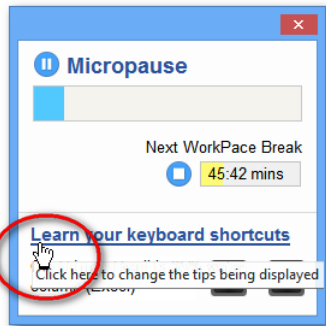 Micropause
Next WorkPace Break
45:42 mins
Learn your keyboard shortcuts
Click here to change the tips being displayed
column (Excel)